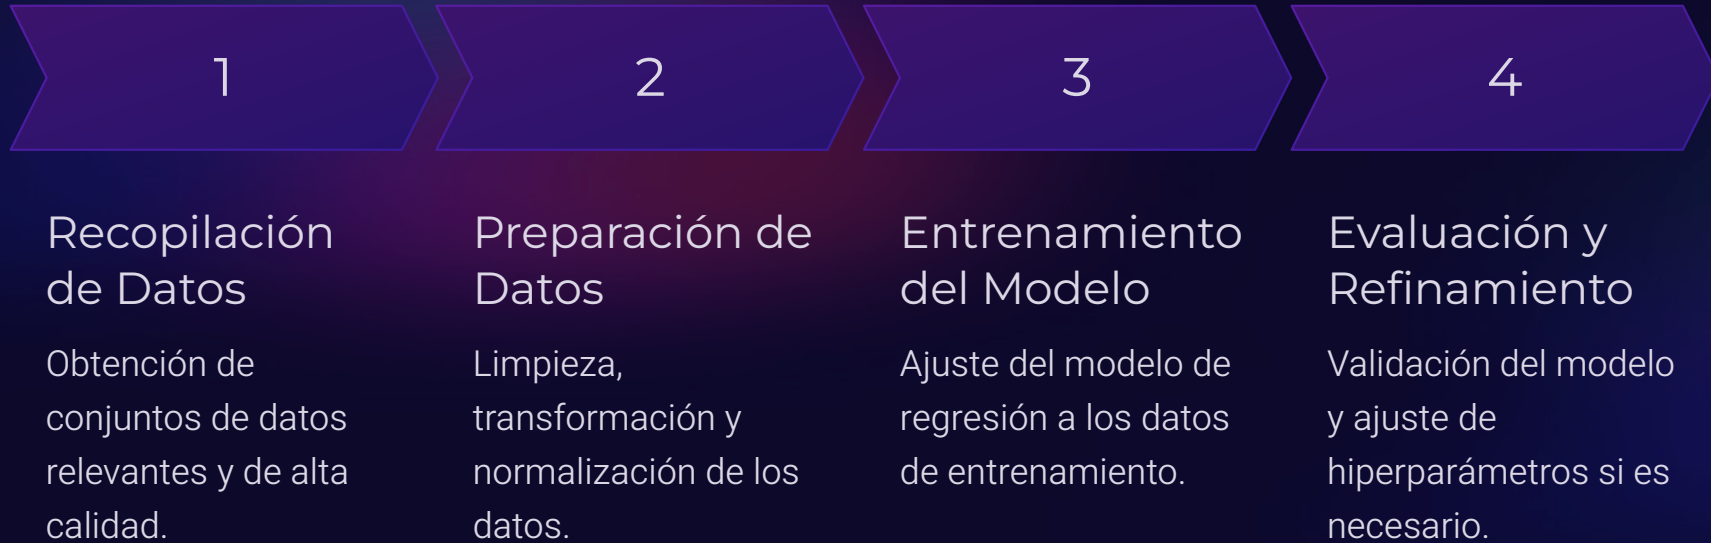 1
2
3
4
Recopilación
de Datos
Obtención de
conjuntos de datos
relevantes y de alta
calidad.
Preparación de
Datos
Limpieza,
transformación y
normalización de los
datos.
Entrenamiento
del Modelo
Ajuste del modelo de
regresión a los datos
de entrenamiento.
Evaluación y
Refinamiento
Validación del modelo
y ajuste de
hiperparámetros si es
necesario.